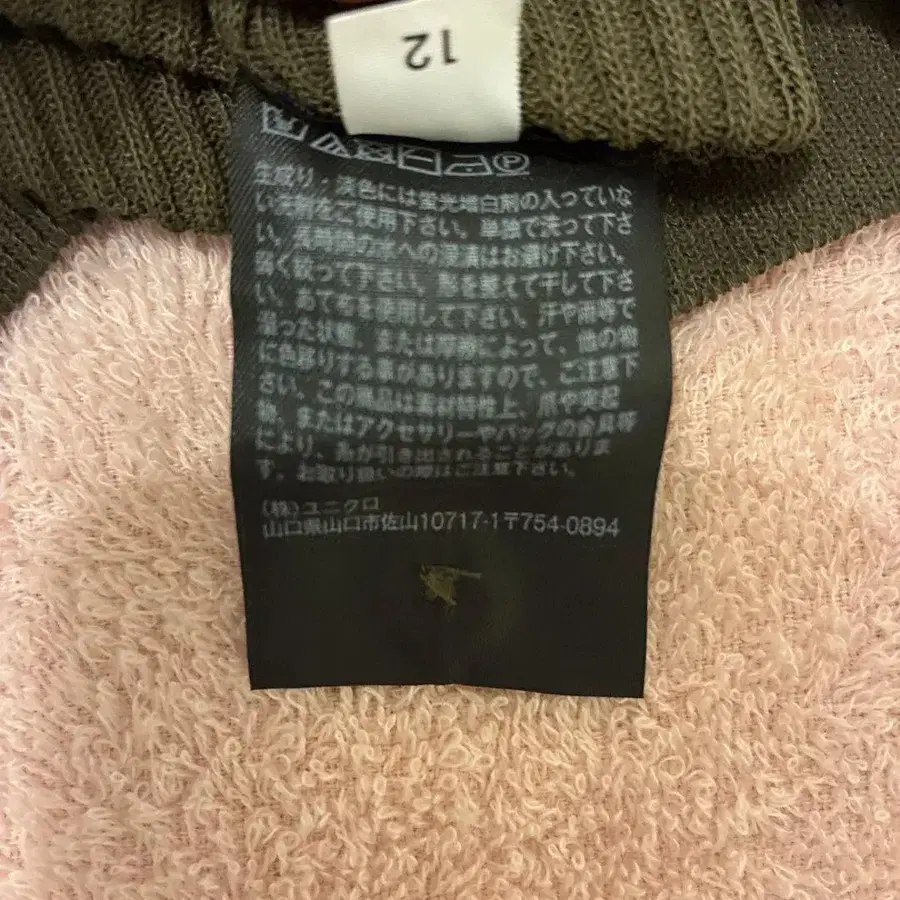 12
生成り・淡色には蛍光増白剤の入っていな
い洗剤をご使用下さい。単独で洗って下さ
い。長時間の水への浸漬はお避け下さい。
弱く絞って下さい。形を整えて干して下さ
い。あて布を使用して下さい。汗や雨等で
湿った状態、または摩擦によって、他の物
に色移りする事がありますので、ご注意下
さい。この商品は素材特性上、爪や突起
物、またはアクセサリーやバッグの金具等
により、糸が引き出されることがありま
す。お取り扱いの際はご注意下さい。
(株)ユニクロ
山口県山口市佐山10717-1〒754-0894